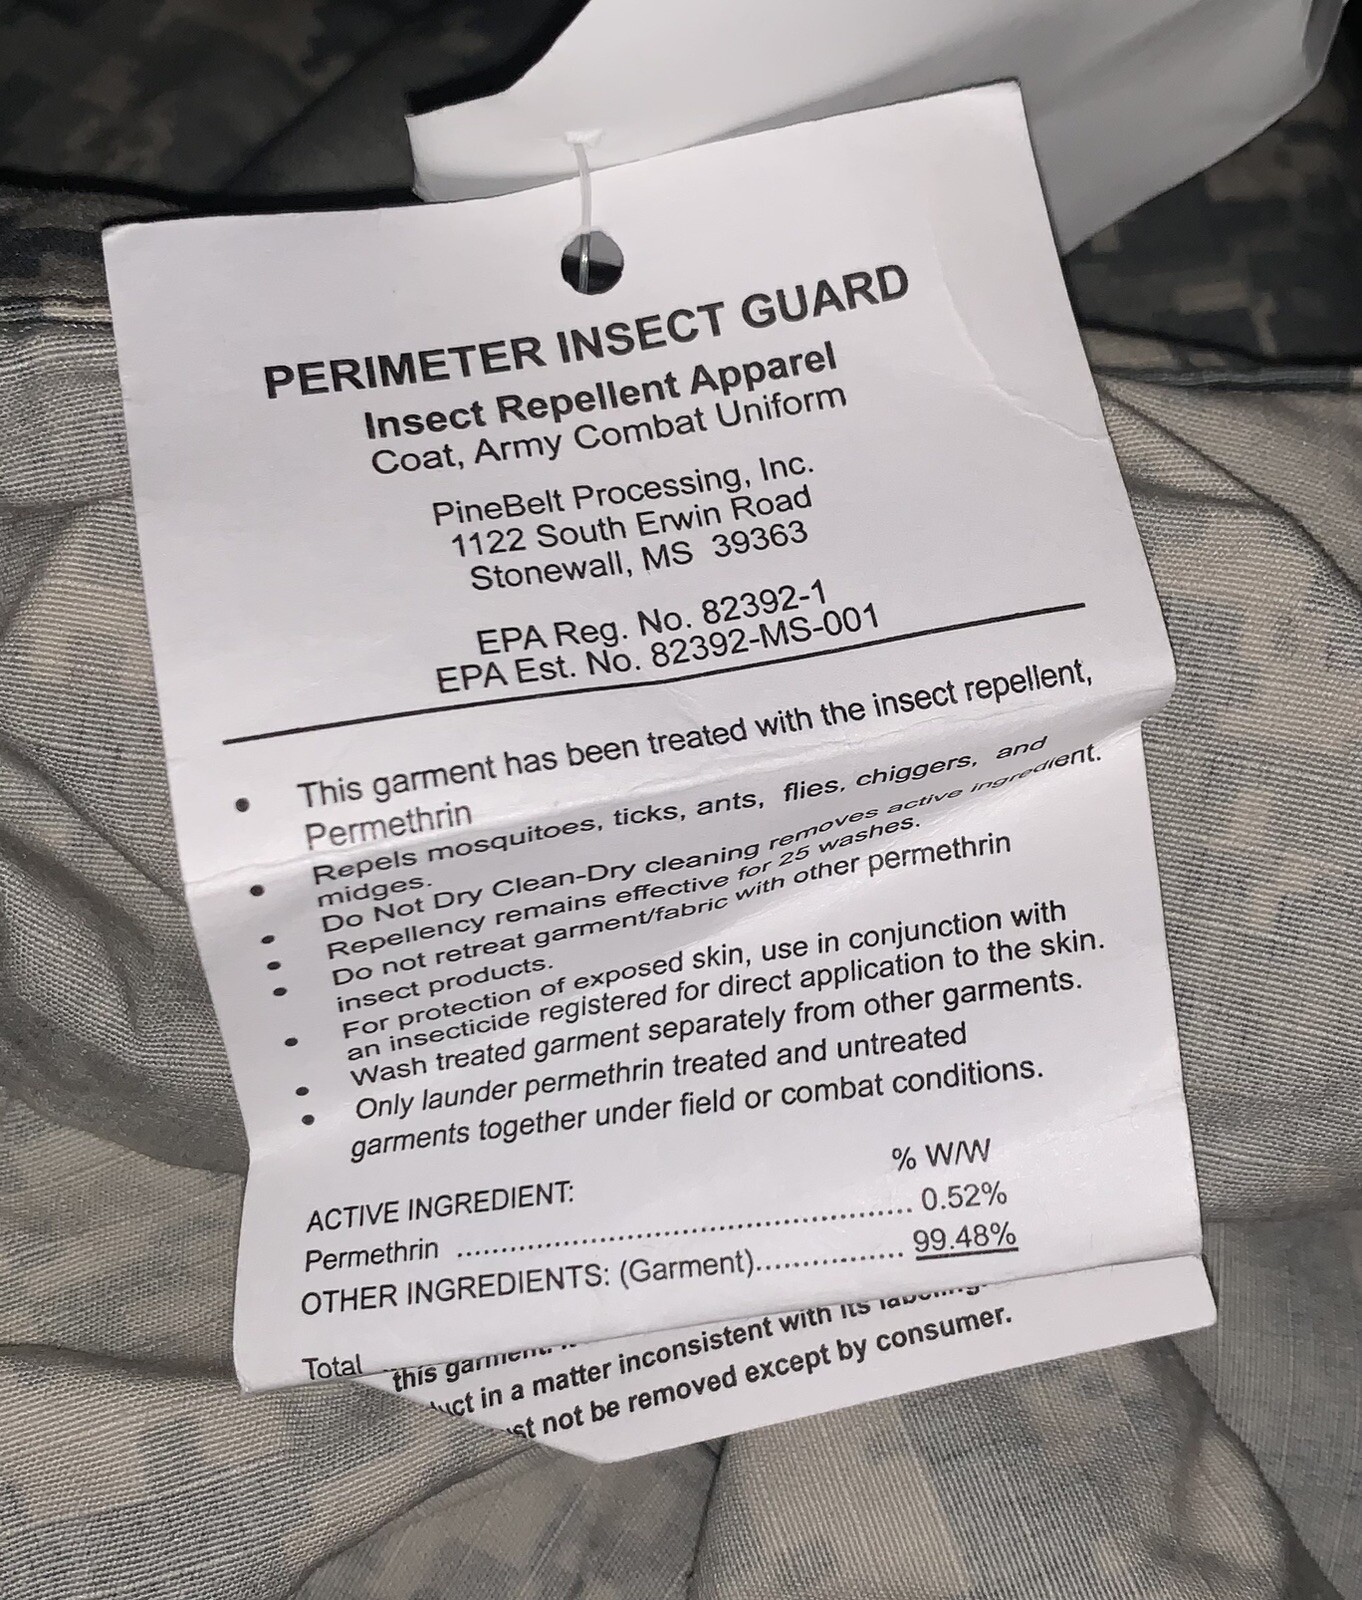 PERIMETER INSECT GUARD
Insect Repellent Apparel
Coat, Army Combat Uniform
PineBelt Processing, Inc.
1122 South Erwin Road
Stonewall, MS 39363
EPA Reg. No. 82392-1
EPA Est. No. 82392-MS-001
• This garment has been treated with the insect repellent,
Permethrin
• Repels mosquitoes, ticks, ants, flies, chiggers, and
midges.
• Do Not Dry Clean-Dry cleaning removes active ingredient.
• Repellency remains effective for 25 washes.
• Do not retreat garment/fabric with other permethrin
insect products.
• For protection of exposed skin, use in conjunction with
an insecticide registered for direct application to the skin.
• Wash treated garment separately from other garments.
• Only launder permethrin treated and untreated
garments together under field or combat conditions.
% W/W
ACTIVE INGREDIENT:
Permethrin .......................................................... 0.52%
OTHER INGREDIENTS: (Garment)................. 99.48%
Total
this
in a matter inconsistent with its
not be removed except by consumer.